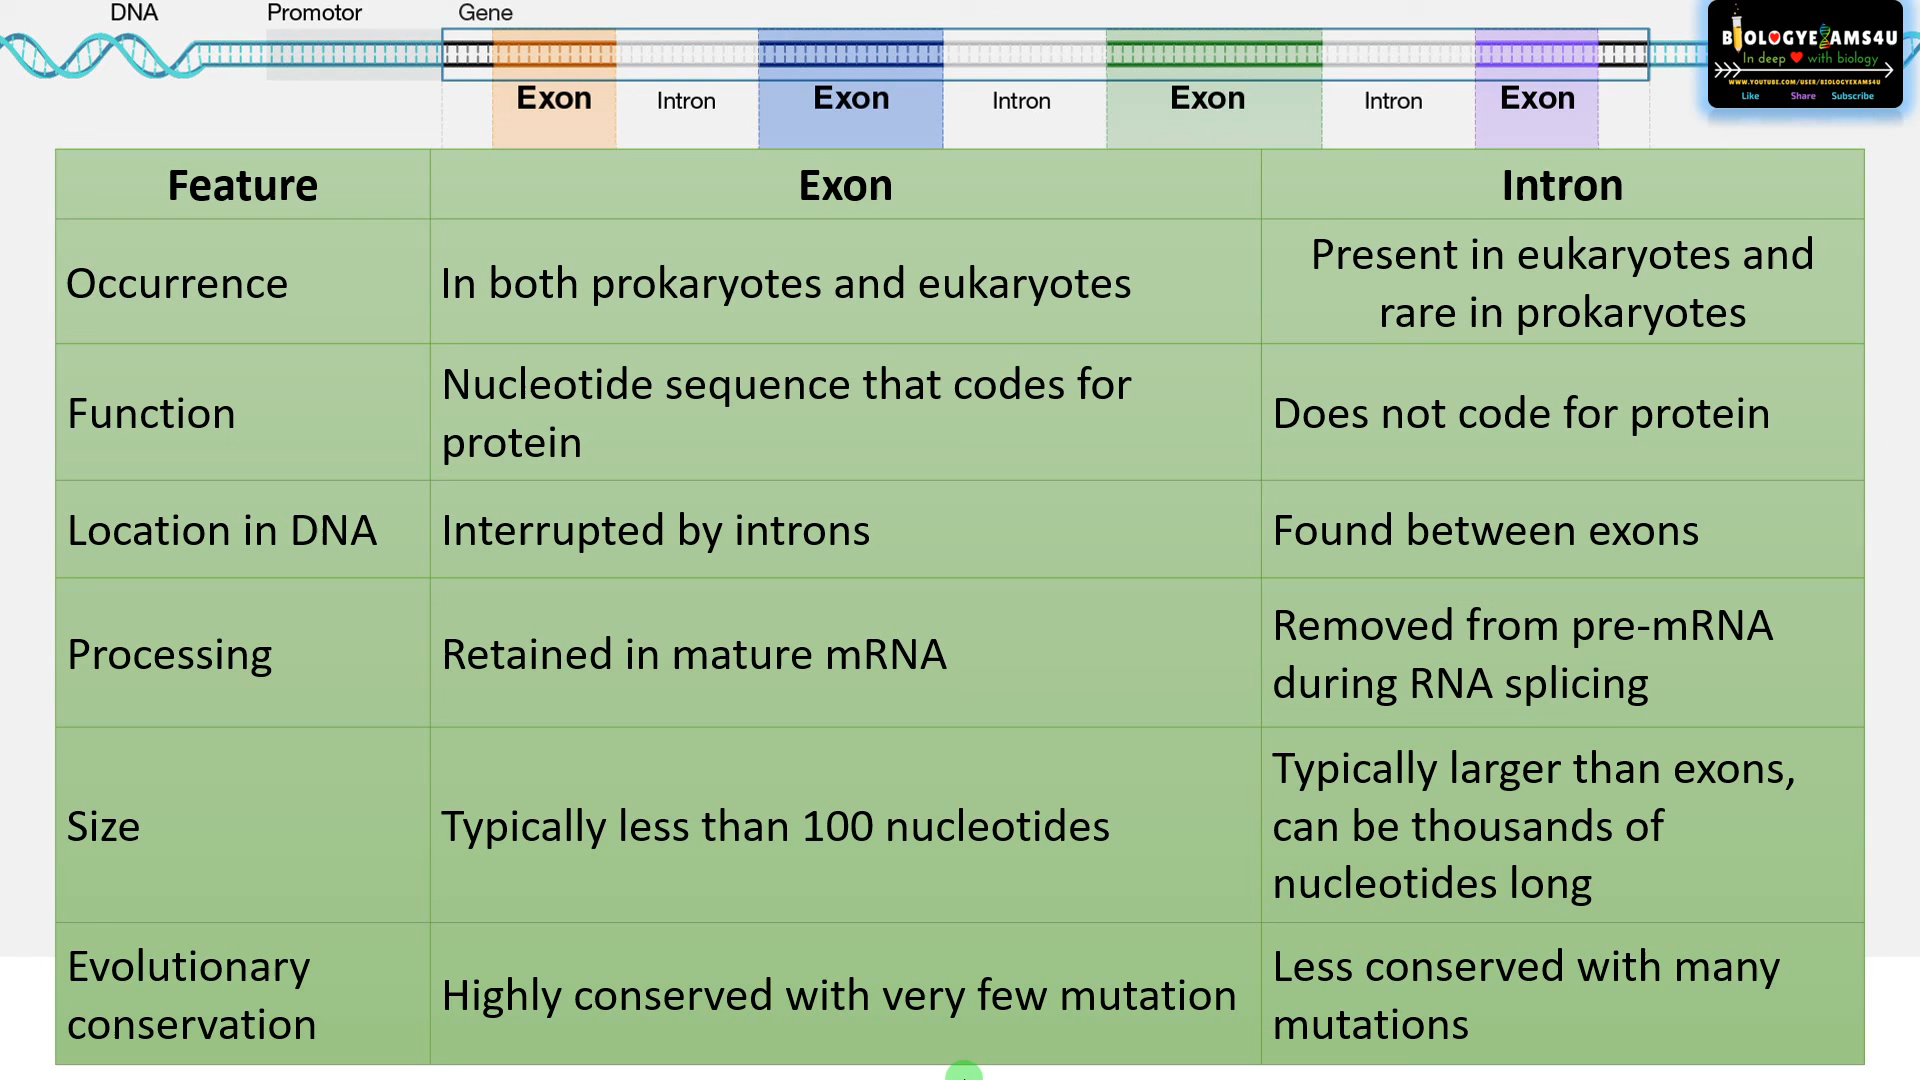 DNA Promotor Gene
BIOLOGYEXAMS4U
In deep with biology
WWW.YOUTUBE.COM/USER/BIOLOGYEXAMS4U
Like Share Subscribe
Exon Intron Exon Intron Exon Intron Exon
Feature Exon Intron
Occurrence
In both prokaryotes and eukaryotes
Present in eukaryotes and
rare in prokaryotes
Function
Nucleotide sequence that codes for
protein
Does not code for protein
Location in DNA
Interrupted by introns
Found between exons
Processing
Retained in mature mRNA
Removed from pre-mRNA
during RNA splicing
Size
Typically less than 100 nucleotides
Typically larger than exons,
can be thousands of
nucleotides long
Evolutionary
conservation
Highly conserved with very few mutation
Less conserved with many
mutations